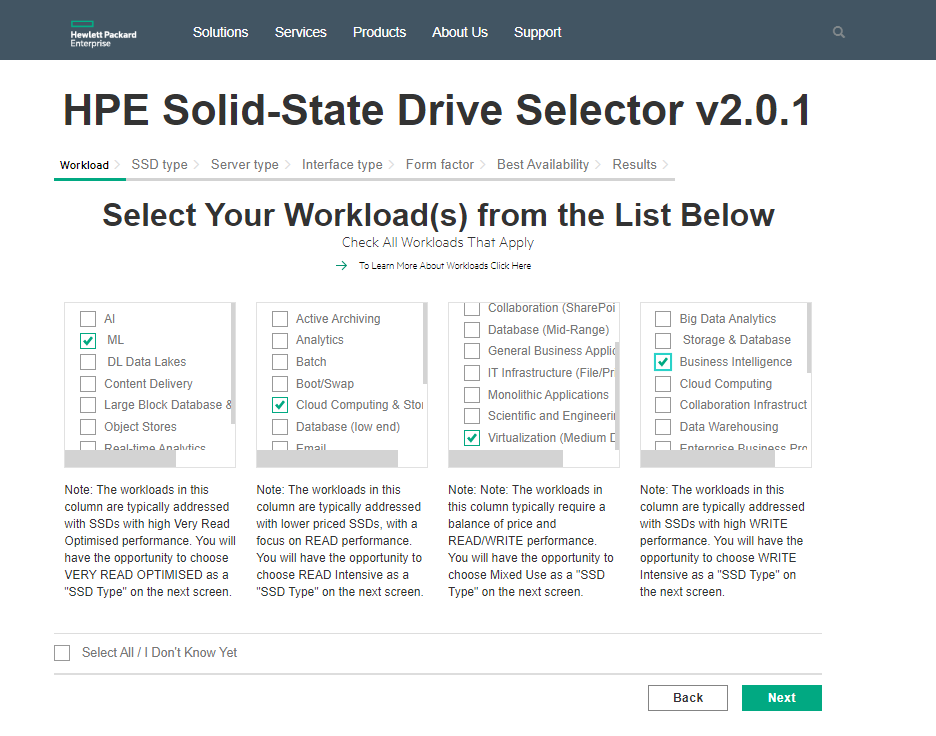 Hewlett Packard
Enterprise
Solutions
Services
Products
About Us
Support
HPE Solid-State Drive Selector v2.0.1
Workload
SSD type
Server type
Interface type
Form factor
Best Availability
Results
Select Your Workload(s) from the List Below
Check All Workloads That Apply
To Learn More About Workloads Click Here
AI
ML
DL Data Lakes
Content Delivery
Large Block Database &
Object Stores
Real-time Analytics
Note: The workloads in this
column are typically addressed
with SSDs with high Very Read
Optimised performance. You will
have the opportunity to choose
VERY READ OPTIMISED as a
"SSD Type" on the next screen.
Active Archiving
Analytics
Batch
Boot/Swap
Cloud Computing & Sto
Database (low end)
Email
Note: The workloads in this
column are typically addressed
with lower priced SSDs, with a
focus on READ performance.
You will have the opportunity to
choose READ Intensive as a
"SSD Type" on the next screen.
Collaboration (SharePoi
Database (Mid-Range)
General Business Applic
IT Infrastructure (File/Pr
Monolithic Applications
Scientific and Engineerin
Virtualization (Medium D
Note: Note: The workloads in
this column typically require a
balance of price and
READ/WRITE performance.
You will have the opportunity to
choose Mixed Use as a "SSD
Type" on the next screen.
Big Data Analytics
Storage & Database
Business Intelligence
Cloud Computing
Collaboration Infrastruct
Data Warehousing
Enterprise Business Pro
Note: The workloads in this
column are typically addressed
with SSDs with high WRITE
performance. You will have the
opportunity to choose WRITE
Intensive as a "SSD Type" on
the next screen.
Select All / I Don't Know Yet
Back
Next